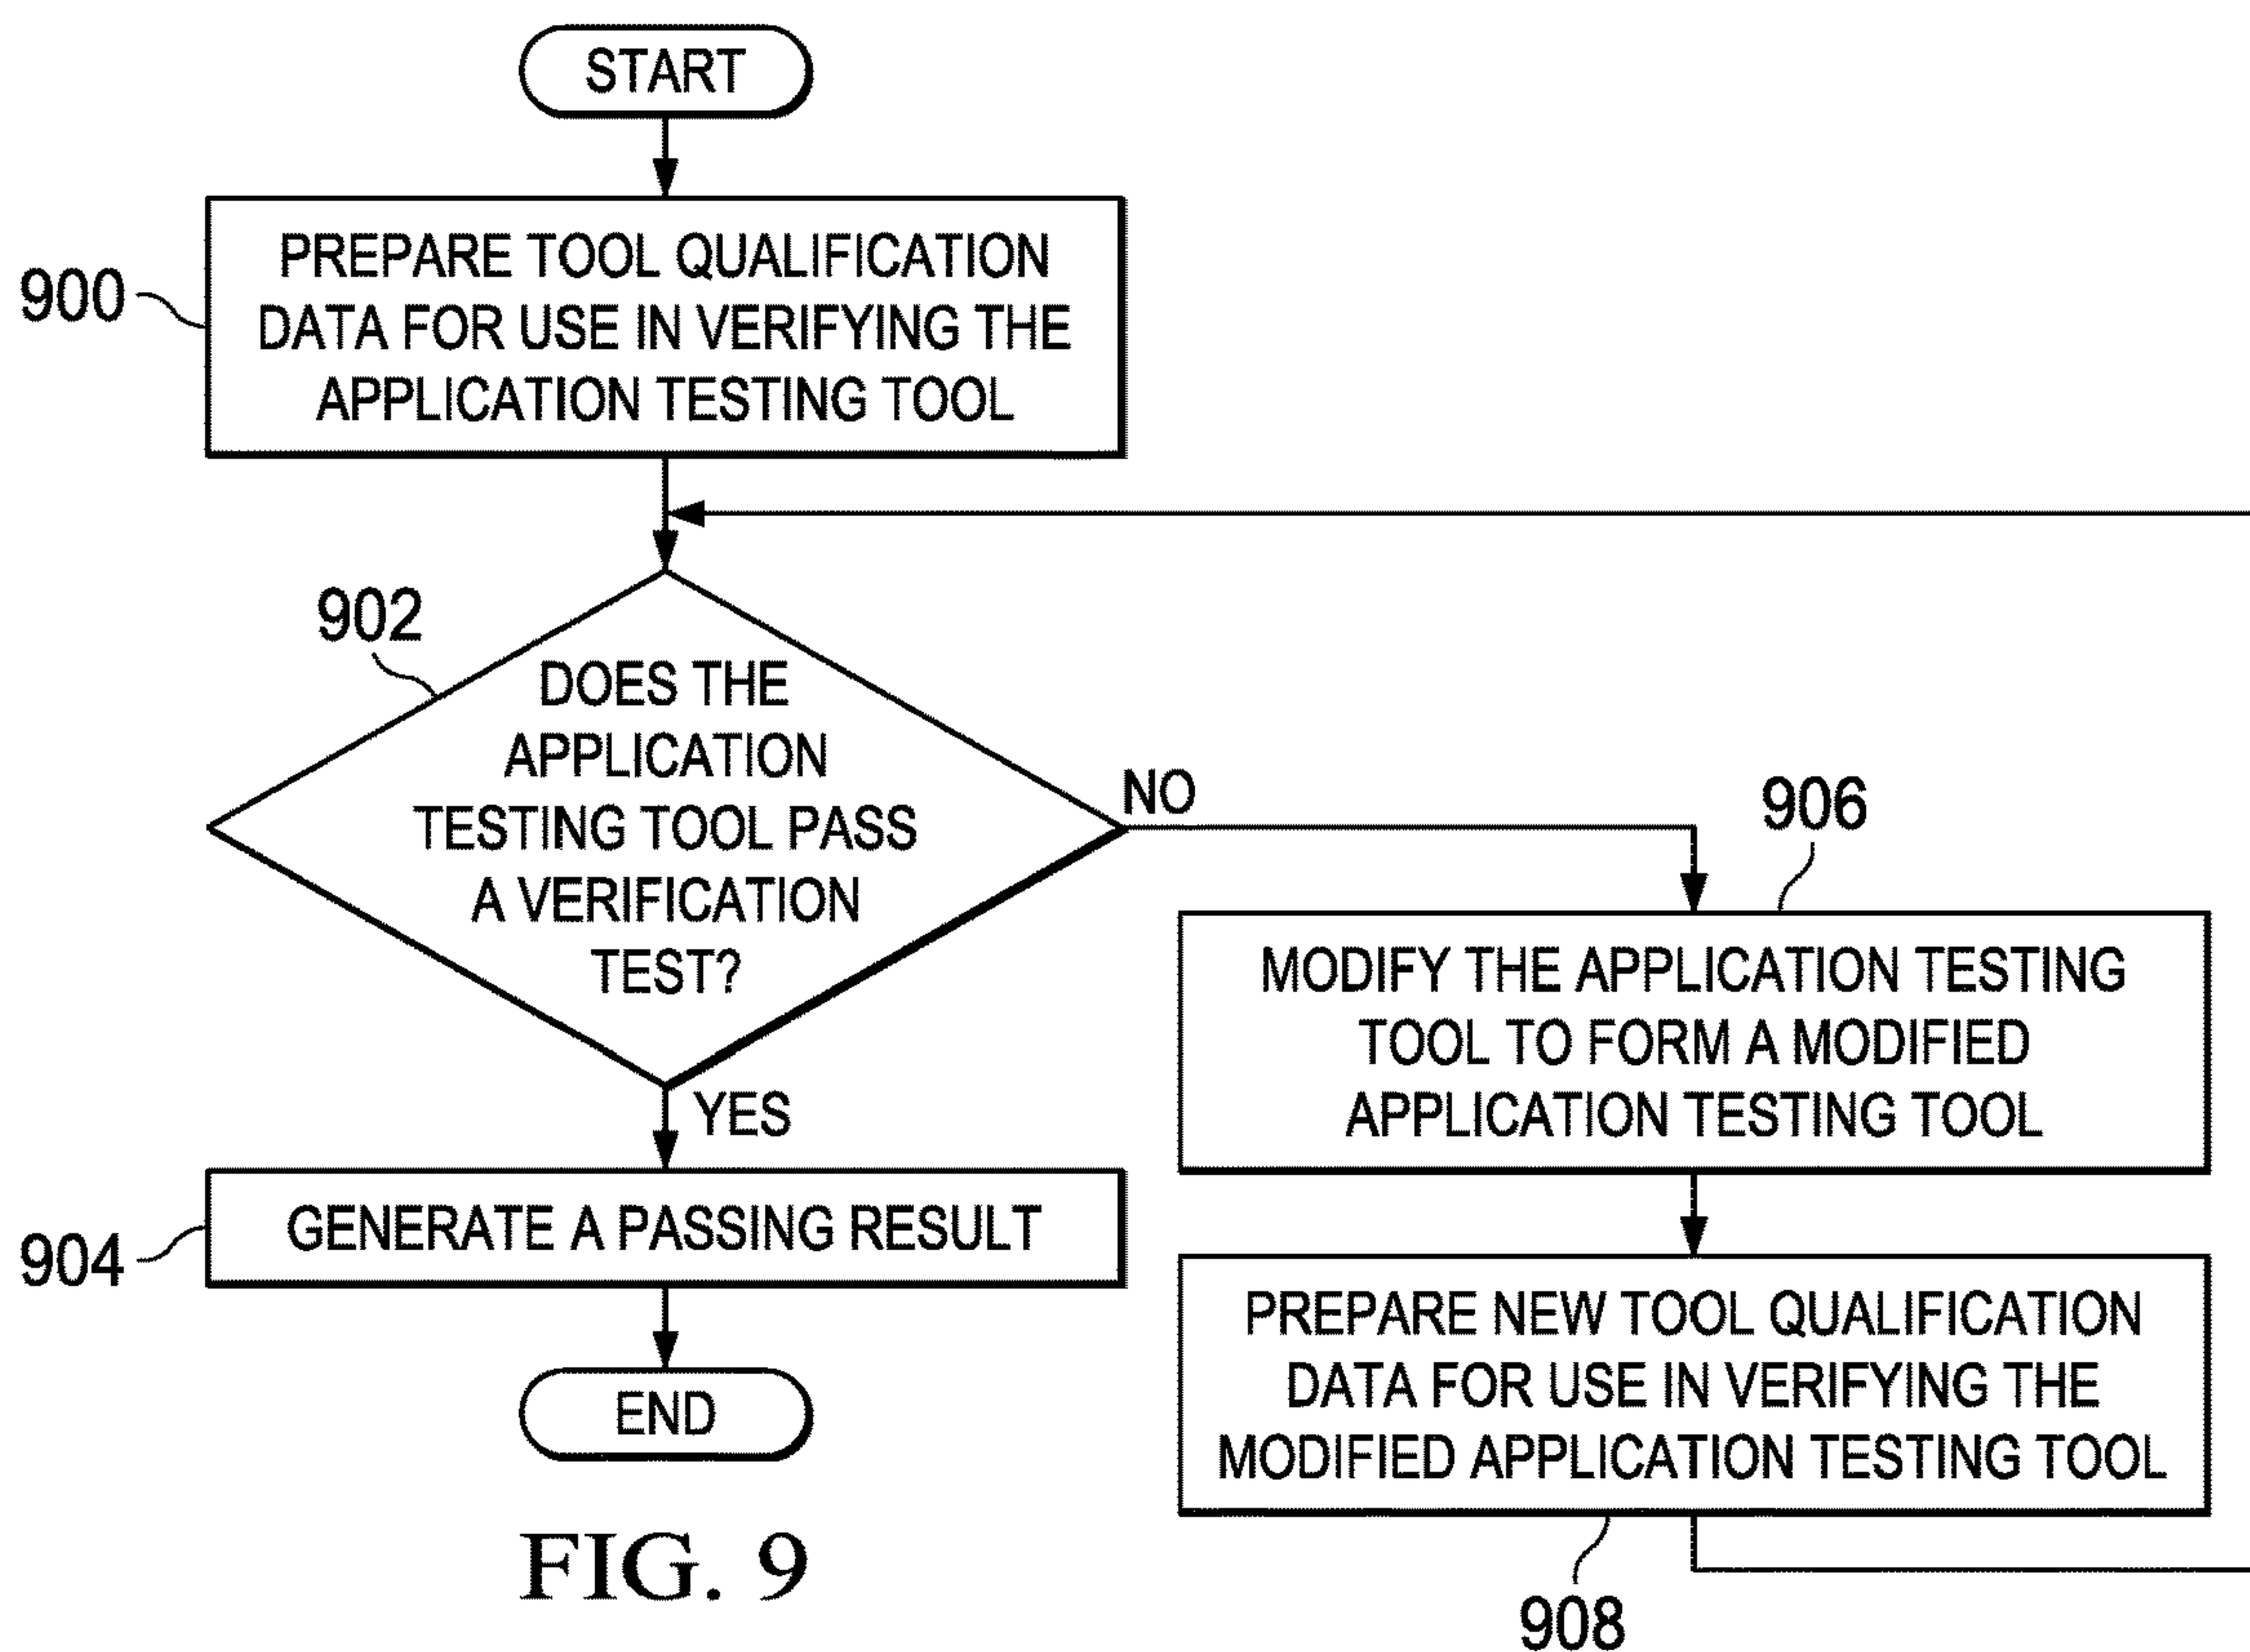 START
900
PREPARE TOOL QUALIFICATION
DATA FOR USE IN VERIFYING THE
APPLICATION TESTING TOOL
902
DOES THE
APPLICATION
TESTING TOOL PASS
A VERIFICATION
TEST?
NO
YES
904
GENERATE A PASSING RESULT
END
906
MODIFY THE APPLICATION TESTING
TOOL TO FORM A MODIFIED
APPLICATION TESTING TOOL
PREPARE NEW TOOL QUALIFICATION
DATA FOR USE IN VERIFYING THE
MODIFIED APPLICATION TESTING TOOL
908
FIG. 9